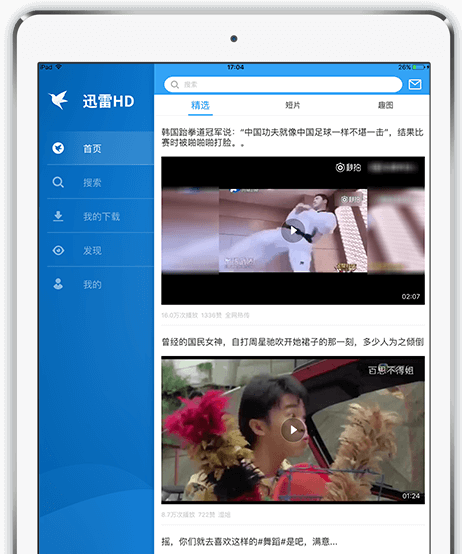 iPad
17:04
26%
迅雷HD
首页
搜索
我的下载
发现
我的
搜索
精选
短片
趣图
韩国跆拳道冠军说：“中国功夫就像中国足球一样不堪一击”，结果比
赛时被啪啪啪打脸。。
秒拍
秒拍
02:07
16.0万次播放 1336赞 全网热传
曾经的国民女神，自打周星驰吹开她裙子的那一刻，多少人为之倾倒
百思不得姐
01:24
8.7万次播放 722赞
摇，你们就去喜欢这样的#舞蹈#是吧，满意...